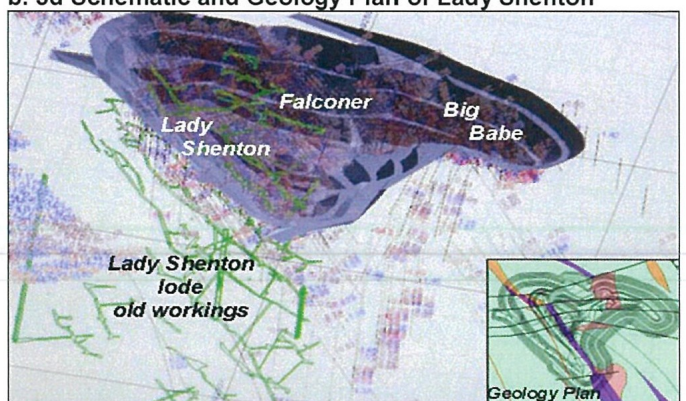 b. 3d Schematic and Geology Plan of Lady Shenton
Falconer
Big
Babe
Lady
Shenton
Lady Shenton
lode
old workings
Geology Plan